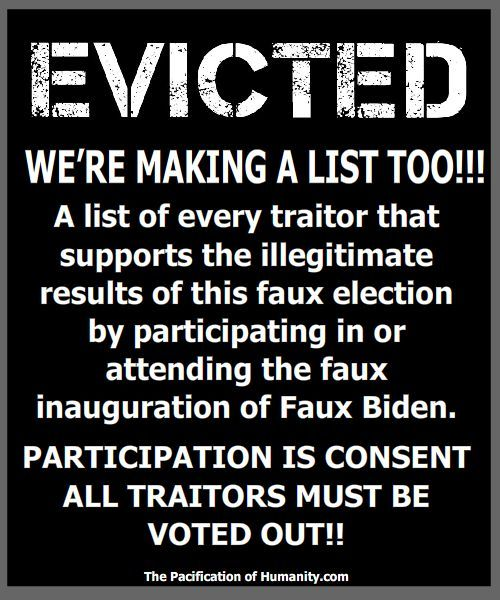 EVICTED
WE'RE MAKING A LIST TOO!!!
A list of every traitor that
supports the illegitimate
results of this faux election
by participating in or
attending the faux
inauguration of Faux Biden.
PARTICIPATION IS CONSENT
ALL TRAITORS MUST BE
VOTED OUT!!
The Pacification of Humanity.com